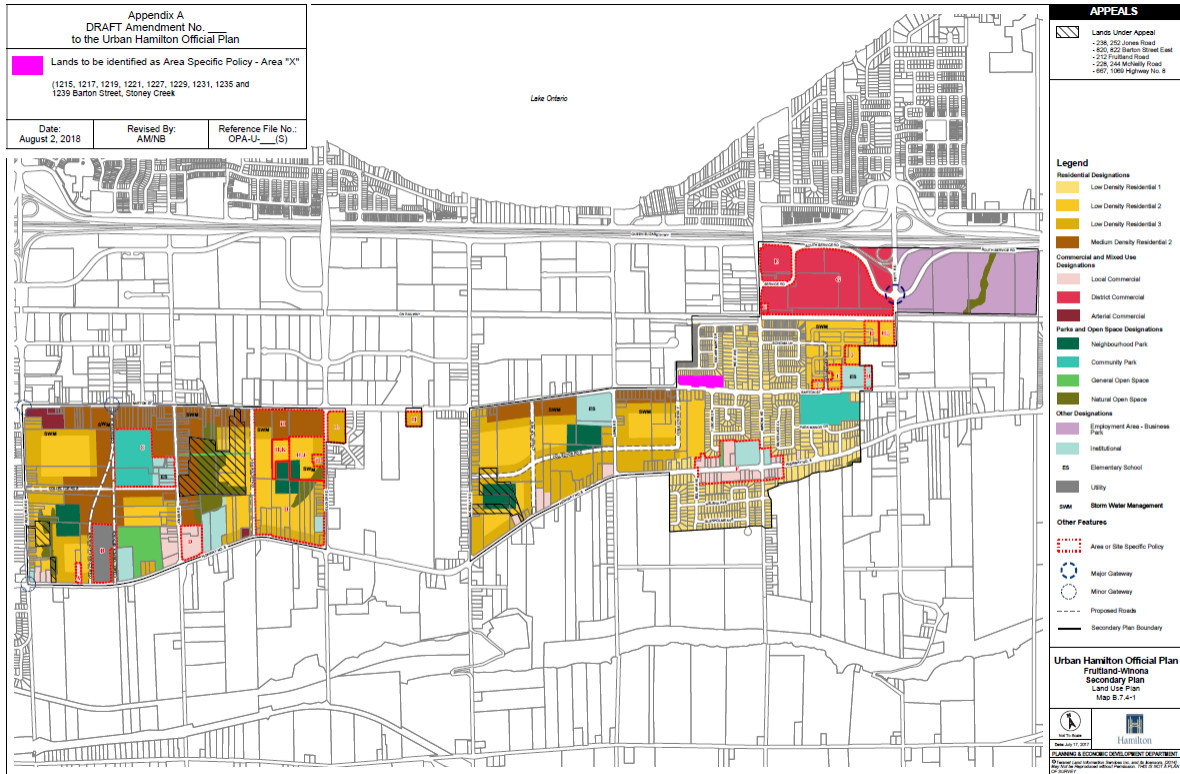 Appendix A
DRAFT Amendment No. ____
to the Urban Hamilton Official Plan
Lands to be identified as Area Specific Policy - Area "X"
(1215, 1217, 1219, 1221, 1227, 1229, 1231, 1235 and
1239 Barton Street, Stoney Creek
Date:
August 2, 2018
Revised By:
AM/NB
Reference File No.:
OPA-U-___(S)
Lake Ontario
SWM
ES
SWM
SWM
SWM
SWM
SWM
SWM
SWM
ES
ES
APPEALS
Lands Under Appeal
- 238, 252 Jones Road
- 820, 822 Barton Street East
- 212 Fruitland Road
- 228, 244 McNeilly Road
- 667, 1069 Highway No. 8
Legend
Residential Designations
Low Density Residential 1
Low Density Residential 2
Low Density Residential 3
Medium Density Residential 2
Commercial and Mixed Use
Designations
Local Commercial
District Commercial
Arterial Commercial
Parks and Open Space Designations
Neighbourhood Park
Community Park
General Open Space
Natural Open Space
Other Designations
Employment Area - Business
Park
Institutional
ES
Elementary School
Utility
SWM
Storm Water Management
Other Features
Area or Site Specific Policy
Major Gateway
Minor Gateway
Proposed Roads
Secondary Plan Boundary
Urban Hamilton Official Plan
Fruitland-Winona
Secondary Plan
Land Use Plan
Map B.7.4-1
Not To Scale
Date: July 17, 2017
Hamilton
PLANNING & ECONOMIC DEVELOPMENT DEPARTMENT